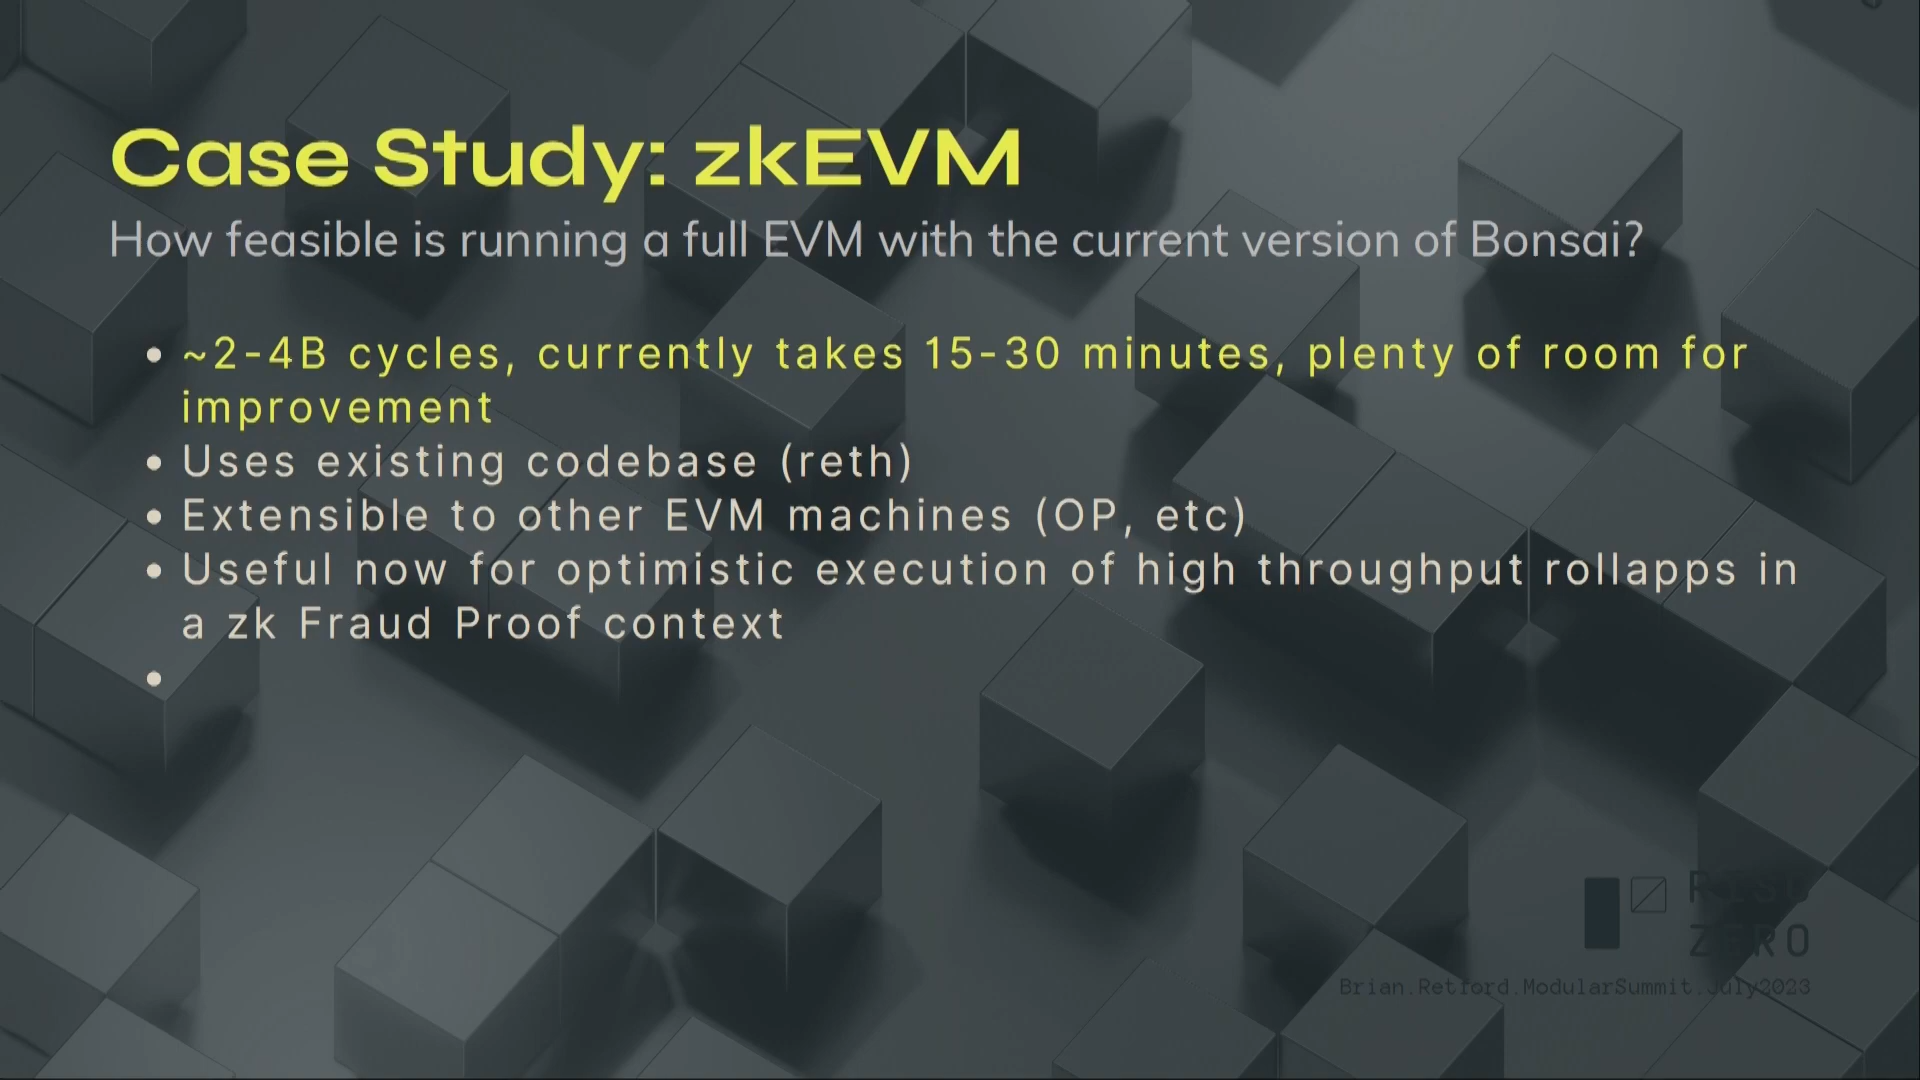 Case Study: zkEVM
How feasible is running a full EVM with the current version of Bonsai?
• ~2-4B cycles, currently takes 15-30 minutes, plenty of room for
improvement
• Uses existing codebase (reth)
• Extensible to other EVM machines (OP, etc)
• Useful now for optimistic execution of high throughput rollapps in
a zk Fraud Proof context
•
RISC
ZERO
Brian.Retford.ModularSummit.July2023